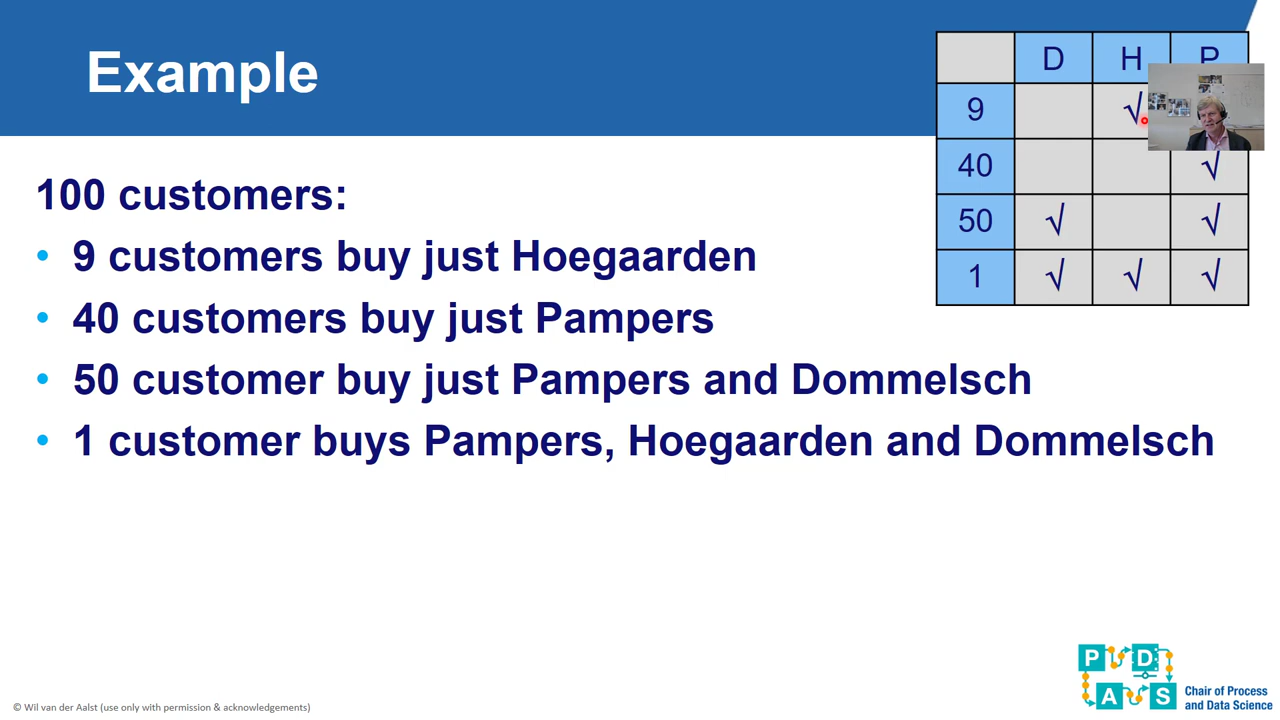 Example
D H P
9 √
40 √
50 √ √
1 √ √ √
100 customers:
• 9 customers buy just Hoegaarden
• 40 customers buy just Pampers
• 50 customer buy just Pampers and Dommelsch
• 1 customer buys Pampers, Hoegaarden and Dommelsch
P D
A S
Chair of Process
and Data Science
© Wil van der Aalst (use only with permission & acknowledgements)